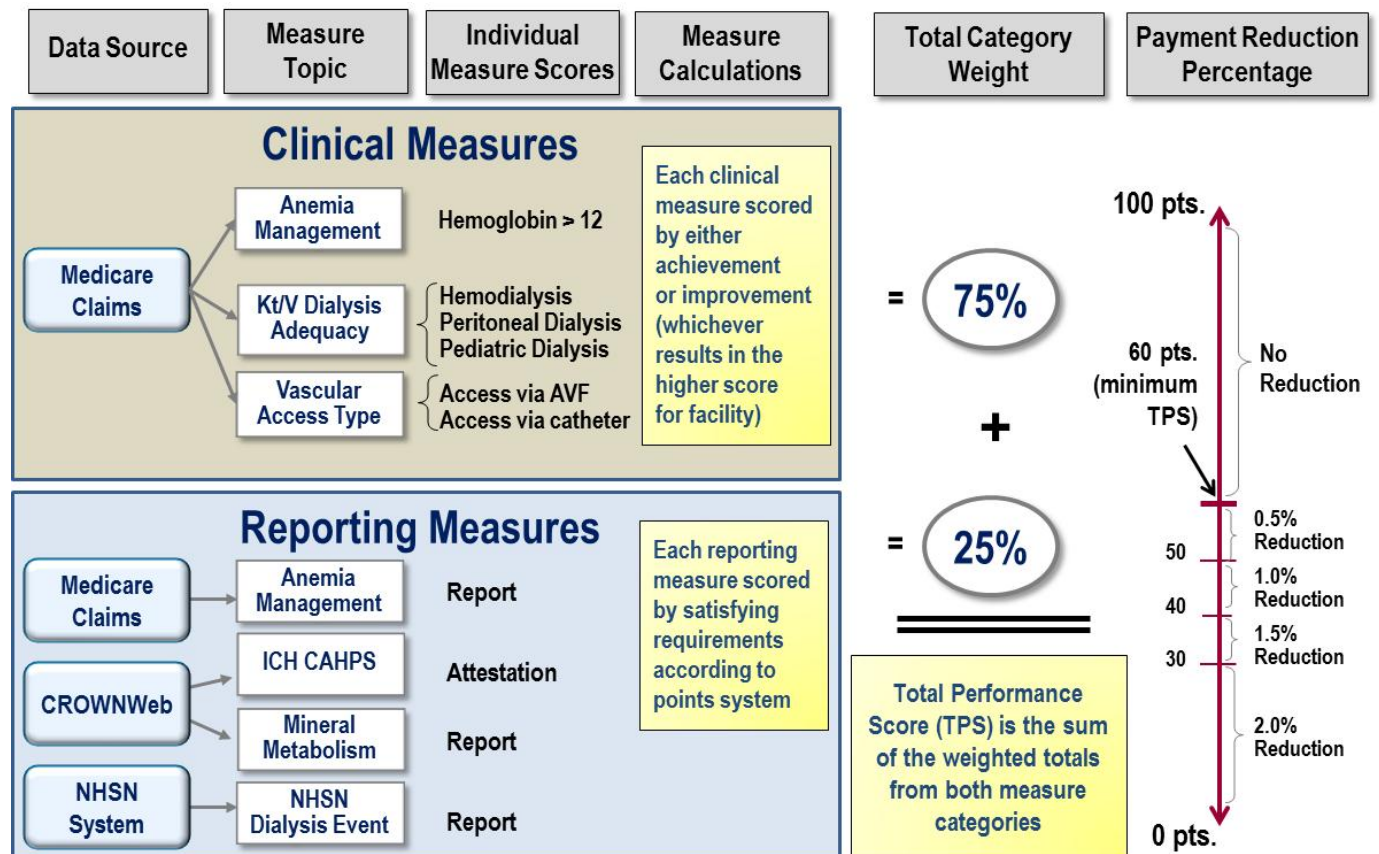 Data Source
Measure
Topic
Individual
Measure Scores
Measure
Calculations
Total Category
Weight
Payment Reduction
Percentage
Clinical Measures
Medicare
Claims
Anemia
Management
Hemoglobin > 12
Kt/V Dialysis
Adequacy
Hemodialysis
Peritoneal Dialysis
Pediatric Dialysis
Vascular
Access Type
Access via AVF
Access via catheter
Each clinical
measure scored
by either
achievement
or improvement
(whichever
results in the
higher score
for facility)
= 75%
+
Reporting Measures
Medicare
Claims
Anemia
Management
Report
CROWNWeb
ICH CAHPS
Attestation
Mineral
Metabolism
Report
NHSN
System
NHSN
Dialysis Event
Report
Each reporting
measure scored
by satisfying
requirements
according to
points system
= 25%
Total Performance
Score (TPS) is the sum
of the weighted totals
from both measure
categories
100 pts.
No
Reduction
60 pts.
(minimum
TPS)
0.5%
Reduction
50
1.0%
Reduction
40
1.5%
Reduction
30
2.0%
Reduction
0 pts.